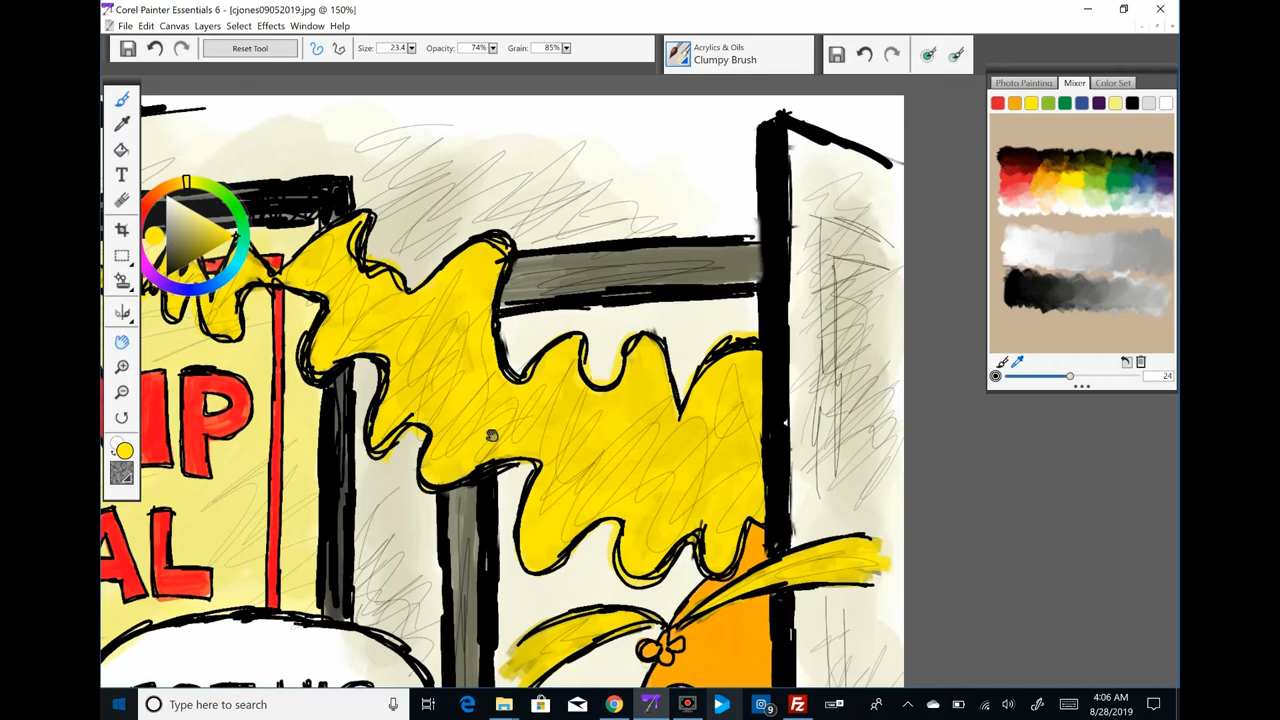 Corel Painter Essentials 6 - [cjones09052019.jpg @ 150%]
File Edit Canvas Layers Select Effects Window Help
Reset Tool Size: 23.4 Opacity: 74% Grain: 85%
Acrylics & Oils
Clumpy Brush
Photo Painting Mixer Color Set
T
24
IP
AL
Type here to search
9
4:06 AM
8/28/2019